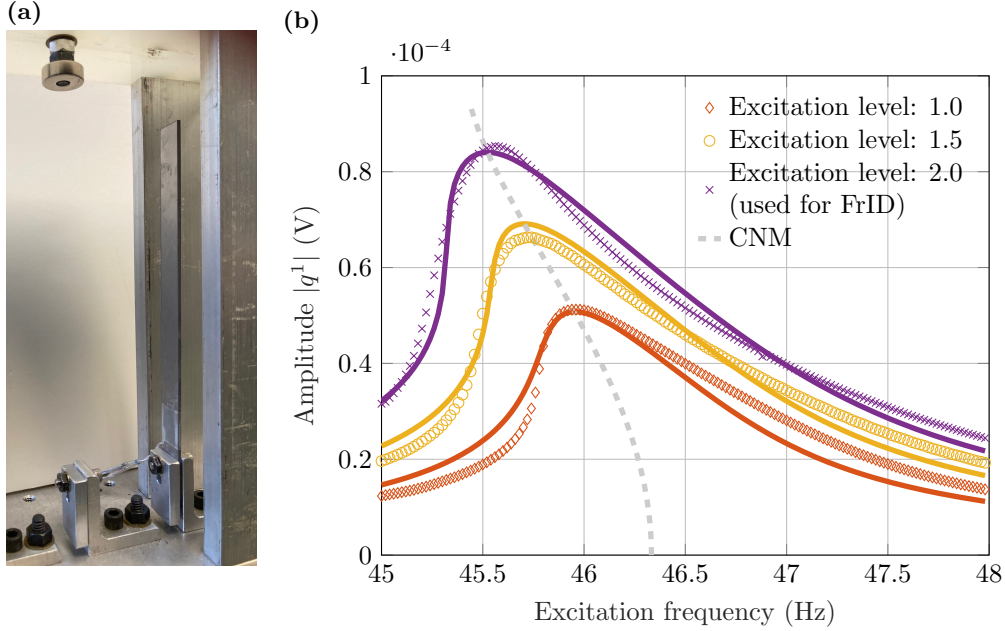 (a)
(b)
·10⁻⁴
1
0.8
0.6
0.4
0.2
0
Amplitude |q¹| (V)
45
45.5
46
46.5
47
47.5
48
Excitation frequency (Hz)
Excitation level: 1.0
Excitation level: 1.5
Excitation level: 2.0
(used for FrID)
CNM